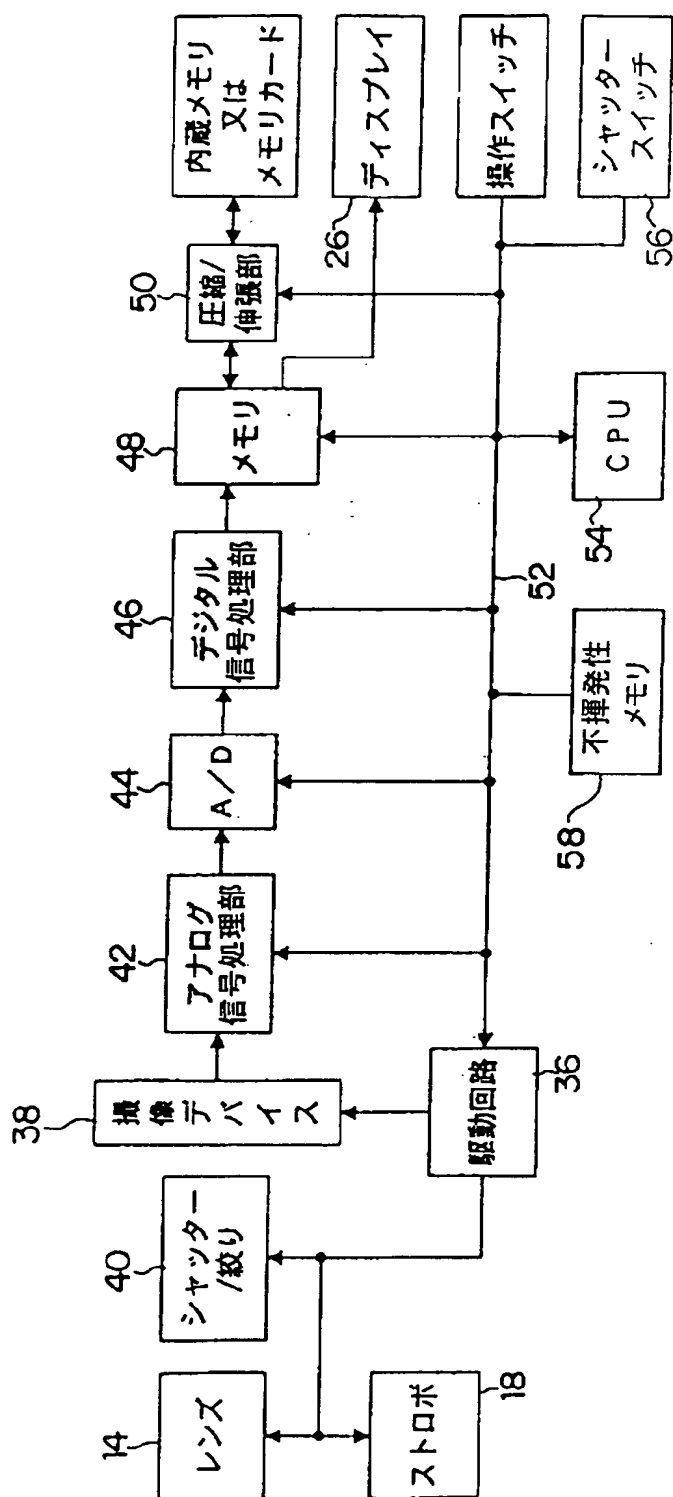 14
レンズ
ストロボ
18
40
シャッター
/絞り
38
撮像デバイス
駆動回路
36
42
アナログ
信号処理部
44
A/D
46
デジタル
信号処理部
48
メモリ
50
圧縮/
伸張部
内蔵メモリ
又は
メモリカード
26
ディスプレイ
操作スイッチ
シャッター
スイッチ
56
52
CPU
54
不揮発性
メモリ
58